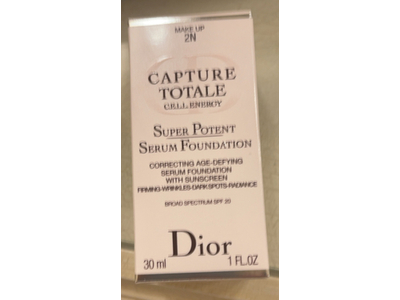 MAKE UP
2N
CAPTURE
TOTALE
CELL ENERGY
SUPER POTENT
SERUM FOUNDATION
CORRECTING AGE-DEFYING
SERUM FOUNDATION
WITH SUNSCREEN
FIRMING-WRINKLES-DARK SPOTS-RADIANCE
BROAD SPECTRUM SPF 20
Dior
30 ml 1 FL.OZ